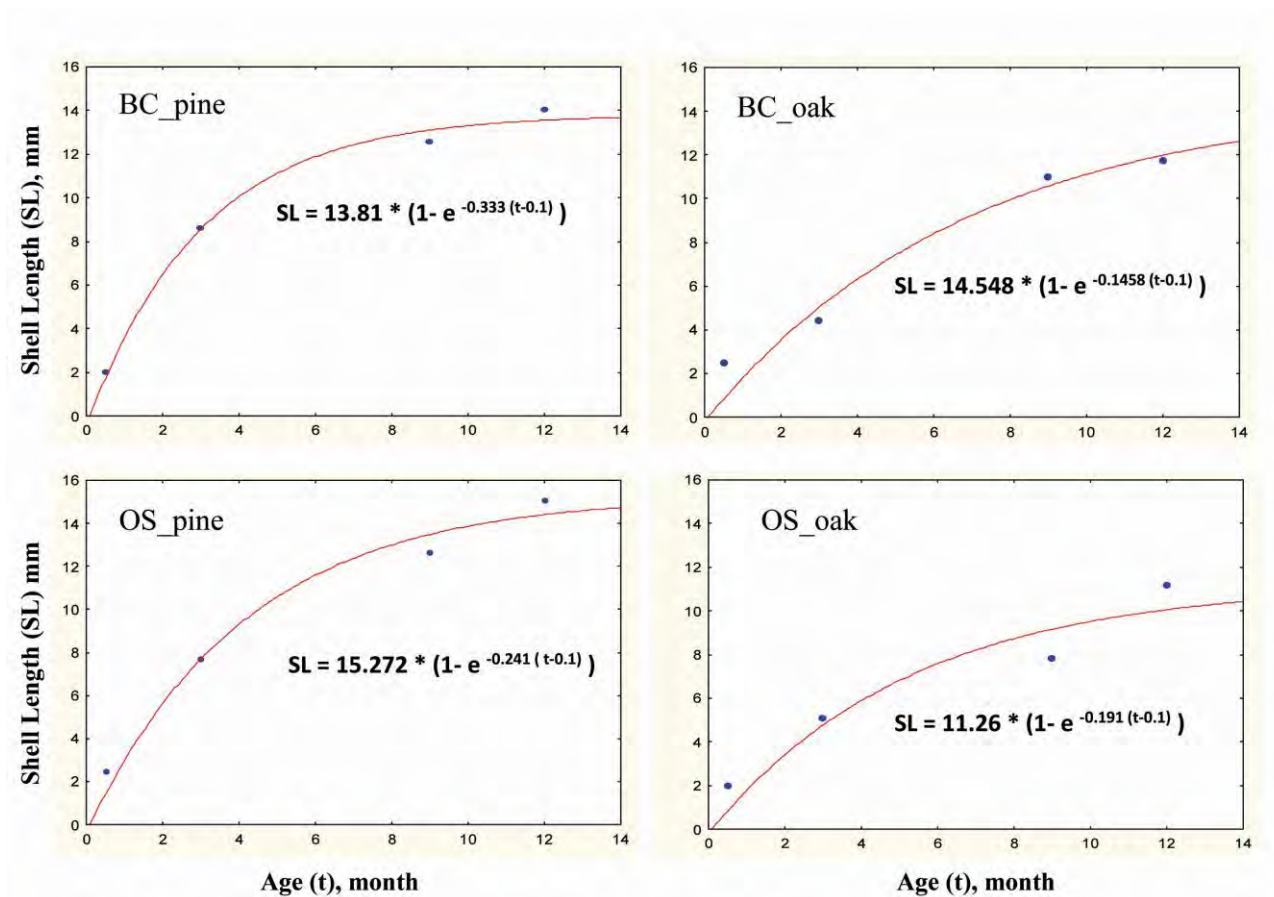 16
14
12
10
8
6
4
2
0
0 2 4 6 8 10 12 14
BC_pine
SL = 13.81 * (1- e -0.333 (t-0.1) )
Shell Length (SL), mm
16
14
12
10
8
6
4
2
0
0 2 4 6 8 10 12 14
BC_oak
SL = 14.548 * (1- e -0.1458 (t-0.1) )
16
14
12
10
8
6
4
2
0
0 2 4 6 8 10 12 14
OS_pine
SL = 15.272 * (1- e -0.241 ( t-0.1) )
Shell Length (SL) mm
Age (t), month
16
14
12
10
8
6
4
2
0
0 2 4 6 8 10 12 14
OS_oak
SL = 11.26 * (1- e -0.191 (t-0.1) )
Age (t), month